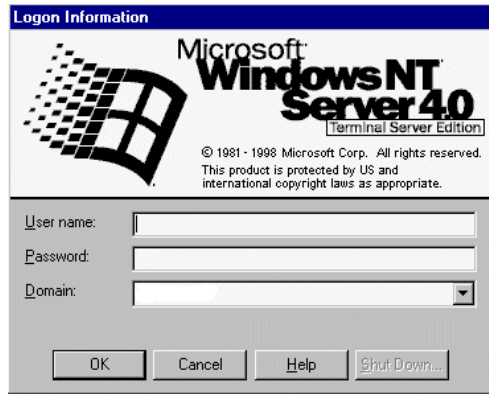 Logon Information
Microsoft
Windows NT
Server 4.0
Terminal Server Edition
© 1981 - 1998 Microsoft Corp. All rights reserved.
This product is protected by US and
international copyright laws as appropriate.
User name:
Password:
Domain:
OK Cancel Help Shut Down...